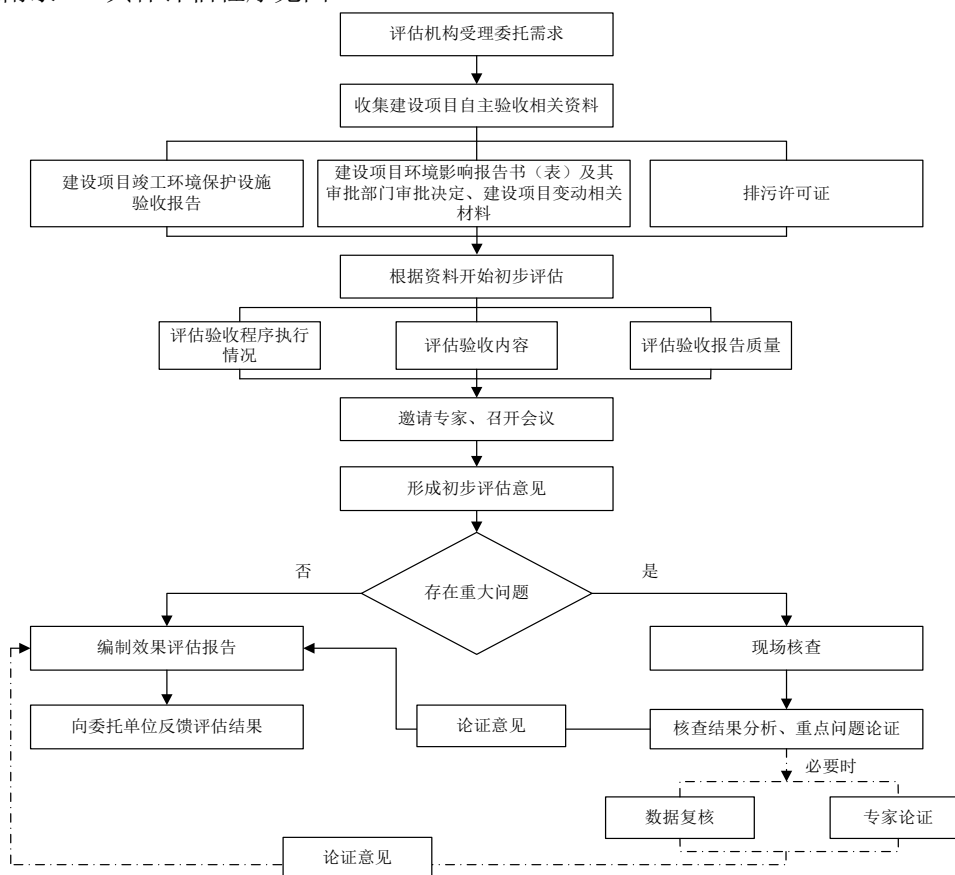 评估机构受理委托需求
收集建设项目自主验收相关资料
建设项目竣工环境保护设施
验收报告
建设项目环境影响报告书（表）及其
审批部门审批决定、建设项目变动相关
材料
排污许可证
根据资料开始初步评估
评估验收程序执行
情况
评估验收内容
评估验收报告质量
邀请专家、召开会议
形成初步评估意见
否
存在重大问题
是
编制效果评估报告
现场核查
向委托单位反馈评估结果
论证意见
核查结果分析、重点问题论证
必要时
数据复核
专家论证
论证意见